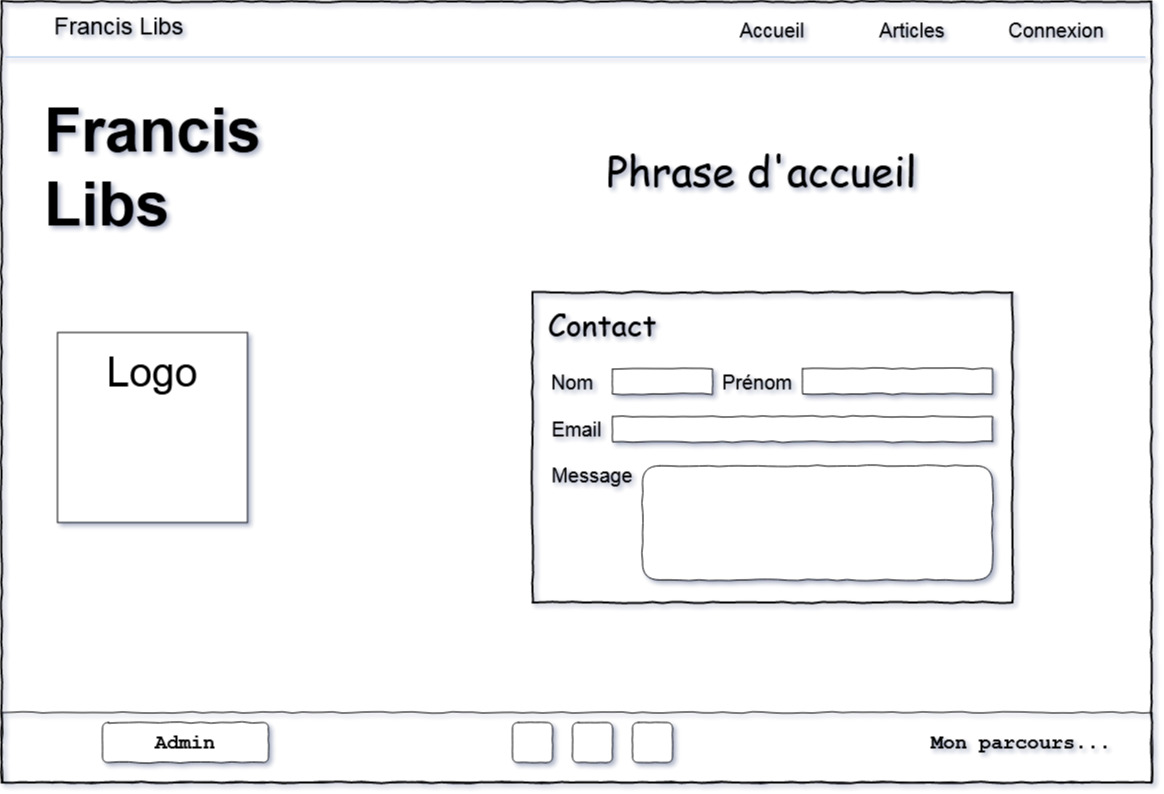 Francis Libs
Accueil
Articles
Connexion
Francis
Libs
Phrase d'accueil
Logo
Contact
Nom
Prénom
Email
Message
Admin
Mon parcours...